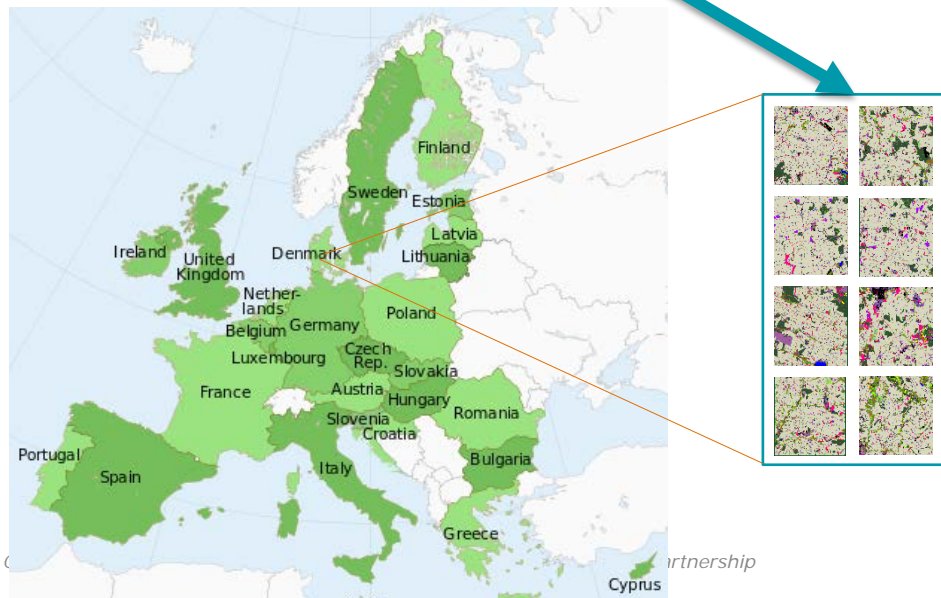 Finland
Sweden
Estonia
Latvia
Lithuania
Denmark
Ireland
United
Kingdom
Nether-
lands
Belgium
Germany
Poland
Luxembourg
Czech
Rep.
Slovakia
France
Austria
Hungary
Slovenia
Romania
Croatia
Portugal
Spain
Italy
Bulgaria
Greece
Cyprus